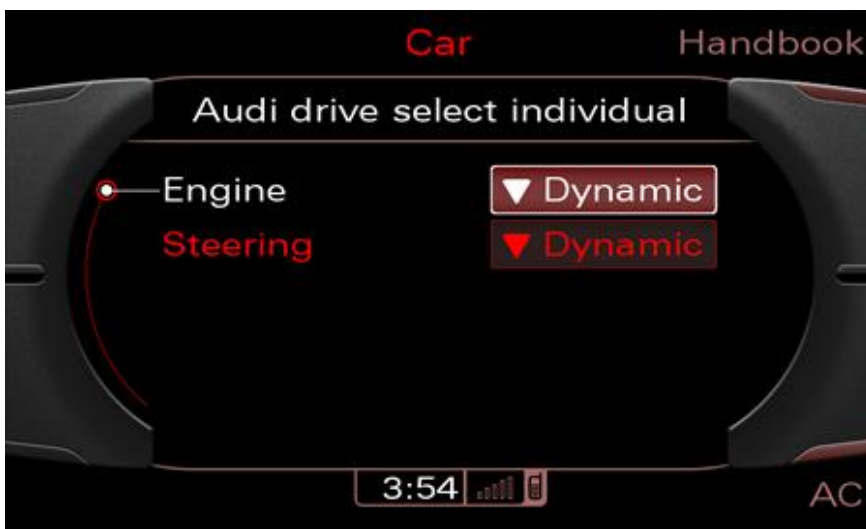 Car
Handbook
Audi drive select individual
Engine ▼ Dynamic
Steering ▼ Dynamic
3:54
AC